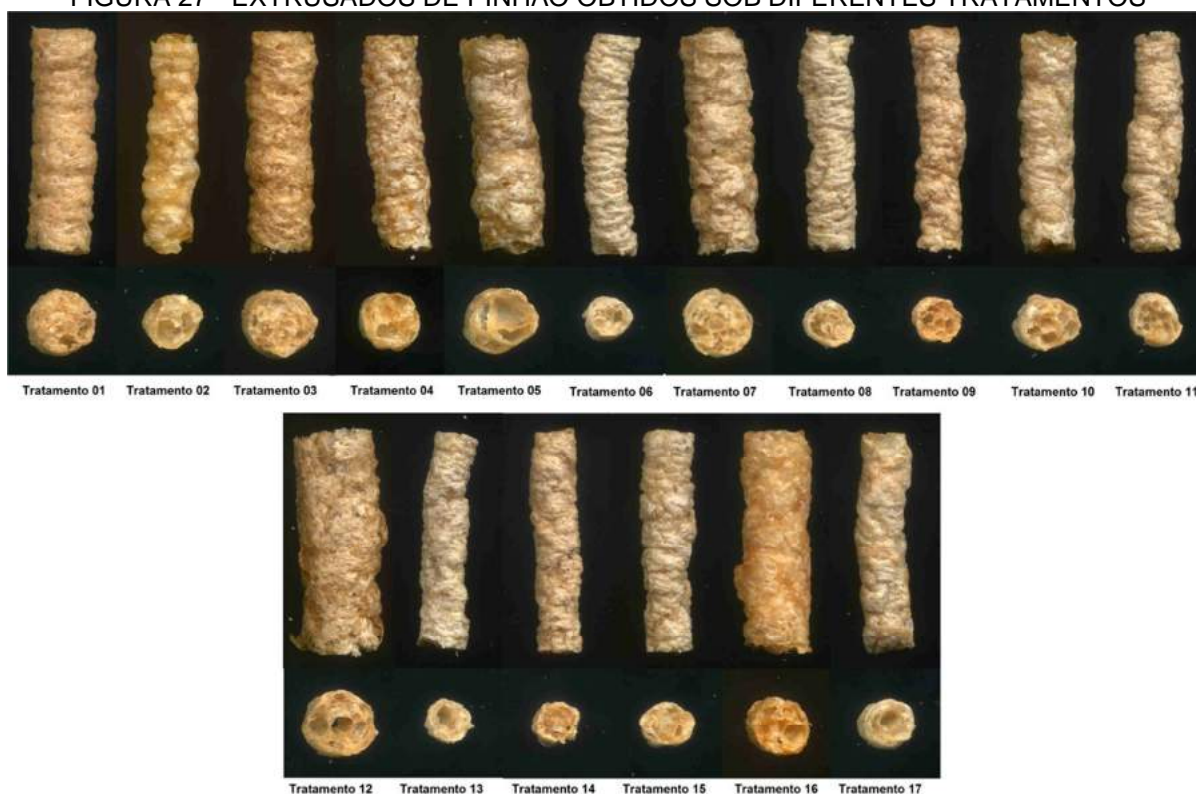 FIGURA 27 - EXTRUSADOS DE PINHÃO OBTIDOS SOB DIFERENTES TRATAMENTOS
Tratamento 01 Tratamento 02 Tratamento 03 Tratamento 04 Tratamento 05 Tratamento 06 Tratamento 07 Tratamento 08 Tratamento 09 Tratamento 10 Tratamento 11
Tratamento 12 Tratamento 13 Tratamento 14 Tratamento 15 Tratamento 16 Tratamento 17